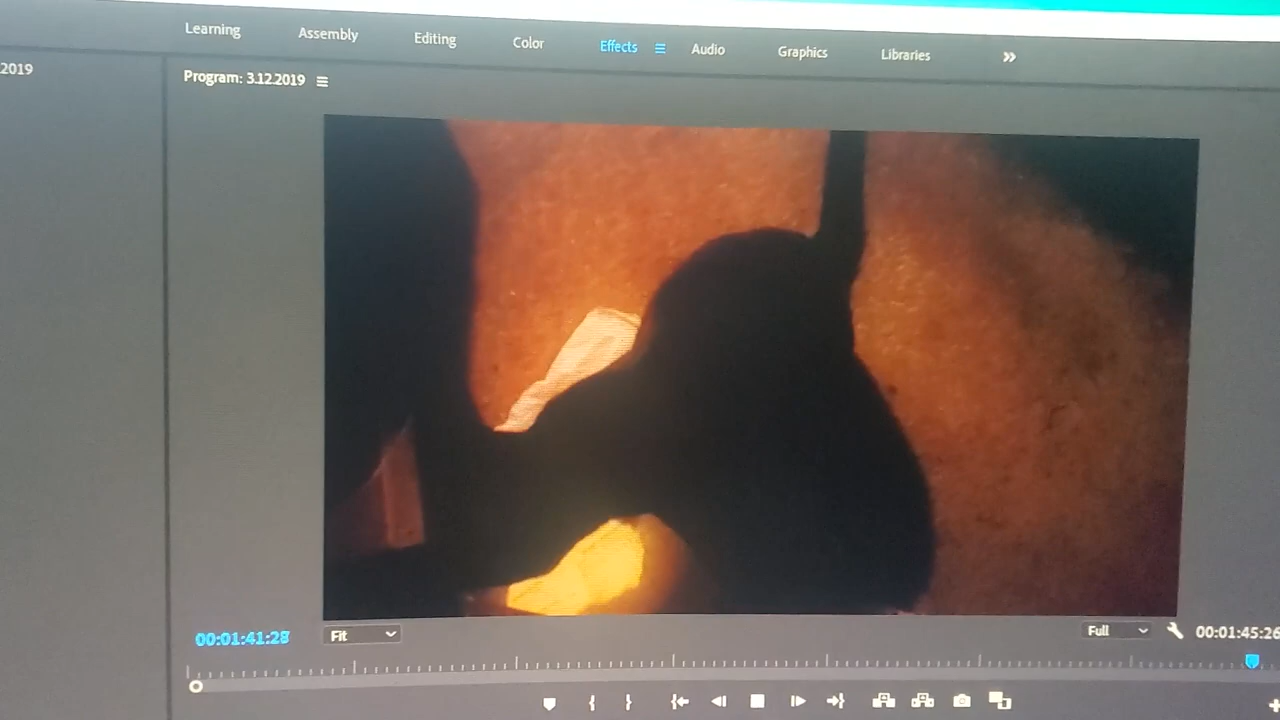 Learning Assembly Editing Color Effects Audio Graphics Libraries
2019
Program: 3.12.2019
00:01:41:28
Fit
Full
00:01:45:26